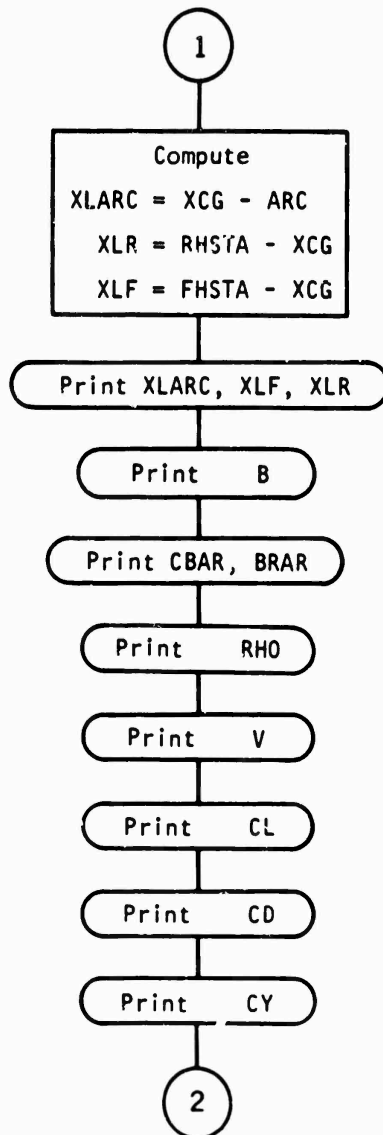 1
Compute
XLARC = XCG - ARC
XLR = RHSTA - XCG
XLF = FHSTA - XCG
Print XLARC, XLF, XLR
Print B
Print CBAR, BRAR
Print RHO
Print V
Print CL
Print CD
Print CY
2